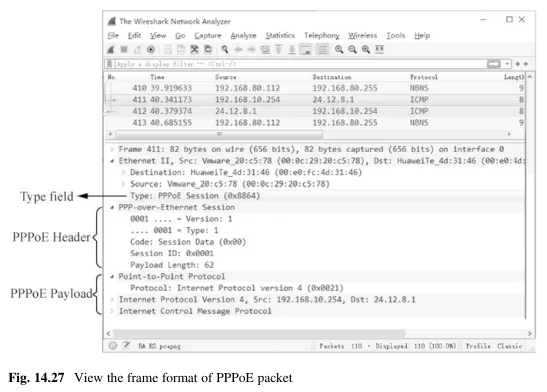 The Wireshark Network Analyzer
File Edit View Go Capture Analyze Statistics Telephony Wireless Tools Help
Apply a display filter ... <Ctrl-/>
No. Time Source Destination Protocol Length
410 39.919633 192.168.80.112 192.168.80.255 NBNS 9
411 40.341173 192.168.10.254 24.12.8.1 ICMP 8
412 40.379374 24.12.8.1 192.168.10.254 ICMP 8
413 40.685155 192.168.80.112 192.168.80.255 NBNS 9
Frame 411: 82 bytes on wire (656 bits), 82 bytes captured (656 bits) on interface 0
Ethernet II, Src: Vmware_20:c5:78 (00:0c:29:20:c5:78), Dst: HuaweiTe_4d:31:46 (00:e0:4d:
Destination: HuaweiTe_4d:31:46 (00:e0:fc:4d:31:46)
Source: Vmware_20:c5:78 (00:0c:29:20:c5:78)
Type field
Type: PPPoE Session (0x8864)
PPP-over-Ethernet Session
0001 .... = Version: 1
.... 0001 = Type: 1
PPPoE Header
Code: Session Data (0x00)
Session ID: 0x0001
Payload Length: 62
Point-to-Point Protocol
PPPoE Payload
Protocol: Internet Protocol version 4 (0x0021)
Internet Protocol Version 4, Src: 192.168.10.254, Dst: 24.12.8.1
Internet Control Message Protocol
RA RS pcapng Packets: 110 · Displayed: 110 (100.0%) Profile: Classic
Fig. 14.27 View the frame format of PPPoE packet